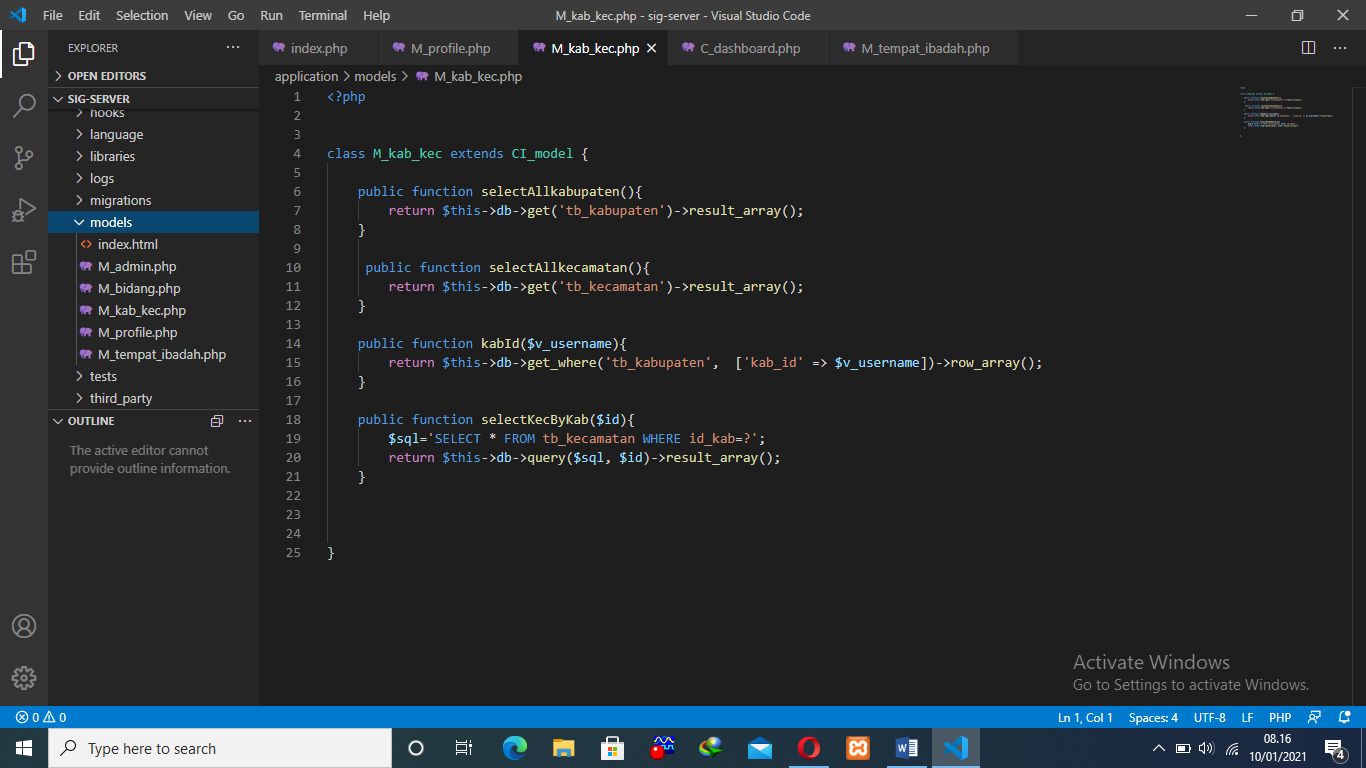 File Edit Selection View Go Run Terminal Help M_kab_kec.php - sig-server - Visual Studio Code
EXPLORER
OPEN EDITORS
SIG-SERVER
hooks
language
libraries
logs
migrations
models
index.html
M_admin.php
M_bidang.php
M_kab_kec.php
M_profile.php
M_tempat_ibadah.php
tests
third_party
OUTLINE
The active editor cannot
provide outline information.
index.php M_profile.php M_kab_kec.php C_dashboard.php M_tempat_ibadah.php
application > models > M_kab_kec.php
1 <?php
2
3
4 class M_kab_kec extends CI_model {
5
6 public function selectAllkabupaten(){
7 return $this->db->get('tb_kabupaten')->result_array();
8 }
9
10 public function selectAllkecamatan(){
11 return $this->db->get('tb_kecamatan')->result_array();
12 }
13
14 public function kabId($v_username){
15 return $this->db->get_where('tb_kabupaten',  ['kab_id' => $v_username])->row_array();
16 }
17
18 public function selectKecByKab($id){
19 $sql='SELECT * FROM tb_kecamatan WHERE id_kab=?';
20 return $this->db->query($sql, $id)->result_array();
21 }
22
23
24
25 }
Activate Windows
Go to Settings to activate Windows.
0 0 Ln 1, Col 1 Spaces: 4 UTF-8 LF PHP
Type here to search
08.16
10/01/2021
4